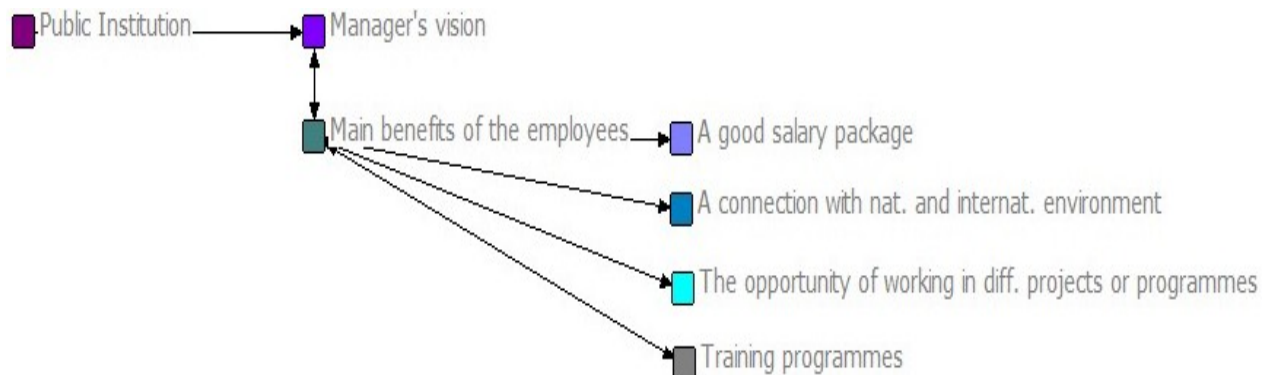 Public Institution
Manager's vision
Main benefits of the employees
A good salary package
A connection with nat. and internat. environment
The opportunity of working in diff. projects or programmes
Training programmes